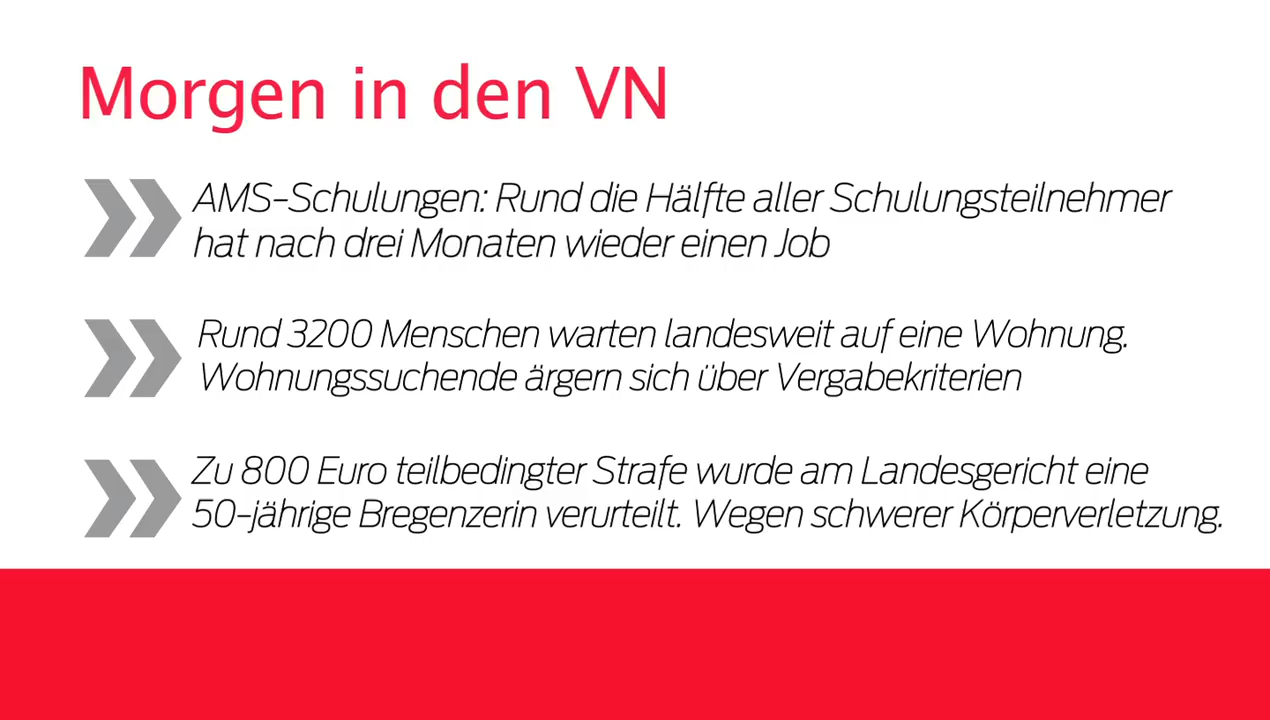 Morgen in den VN
AMS-Schulungen: Rund die Hälfte aller Schulungsteilnehmer
hat nach drei Monaten wieder einen Job
Rund 3200 Menschen warten landesweit auf eine Wohnung.
Wohnungssuchende ärgern sich über Vergabekriterien
Zu 800 Euro teilbedingter Strafe wurde am Landesgericht eine
50-jährige Bregenzerin verurteilt. Wegen schwerer Körperverletzung.